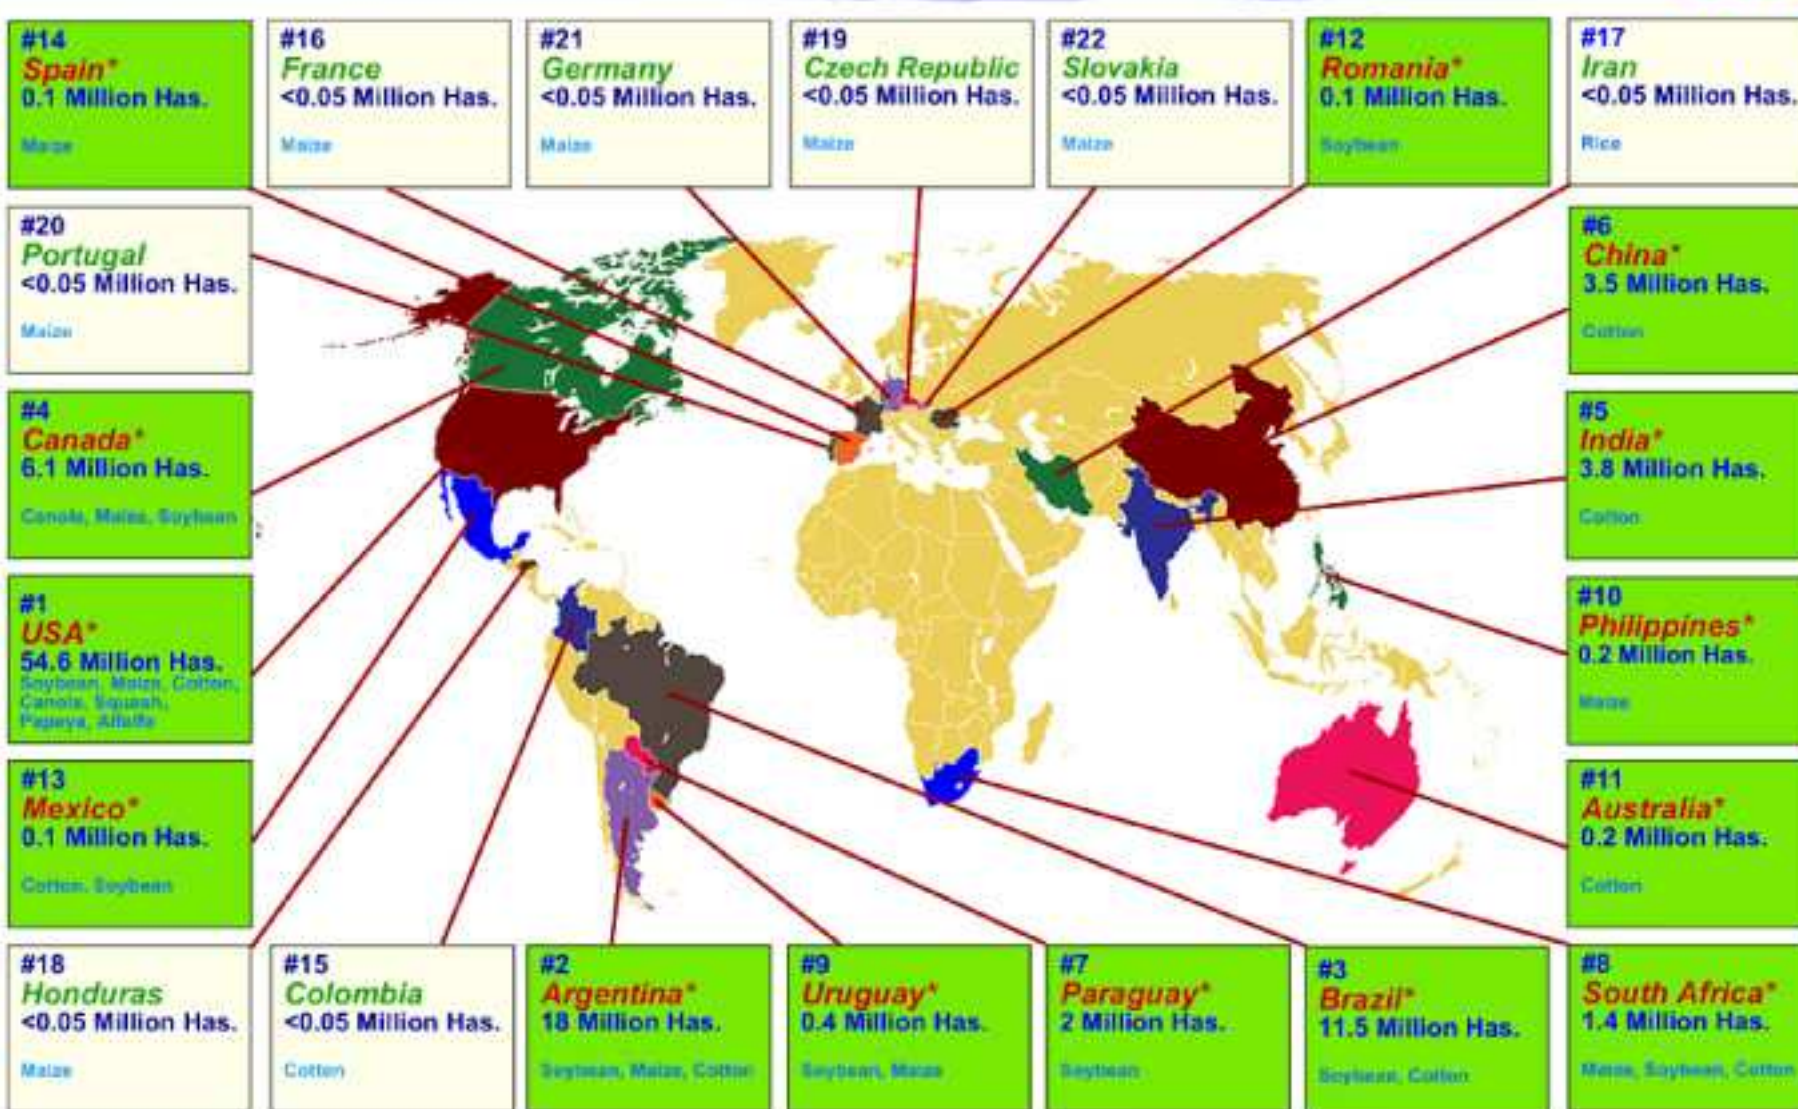 #14
Spain*
0.1 Million Has.
Maize
#16
France
<0.05 Million Has.
Maize
#21
Germany
<0.05 Million Has.
Maize
#19
Czech Republic
<0.05 Million Has.
Maize
#22
Slovakia
<0.05 Million Has.
Maize
#12
Romania*
0.1 Million Has.
Soybean
#17
Iran
<0.05 Million Has.
Rice
#20
Portugal
<0.05 Million Has.
Maize
#6
China*
3.5 Million Has.
Cotton
#4
Canada*
6.1 Million Has.
Canola, Maize, Soybean
#5
India*
3.8 Million Has.
Cotton
#1
USA*
54.6 Million Has.
Soybean, Maize, Cotton,
Canola, Squash,
Papaya, Alfalfa
#10
Philippines*
0.2 Million Has.
Maize
#13
Mexico*
0.1 Million Has.
Cotton, Soybean
#11
Australia*
0.2 Million Has.
Cotton
#18
Honduras
<0.05 Million Has.
Maize
#15
Colombia
<0.05 Million Has.
Cotton
#2
Argentina*
18 Million Has.
Soybean, Maize, Cotton
#9
Uruguay*
0.4 Million Has.
Soybean, Maize
#7
Paraguay*
2 Million Has.
Soybean
#3
Brazil*
11.5 Million Has.
Soybean, Cotton
#8
South Africa*
1.4 Million Has.
Maize, Soybean, Cotton